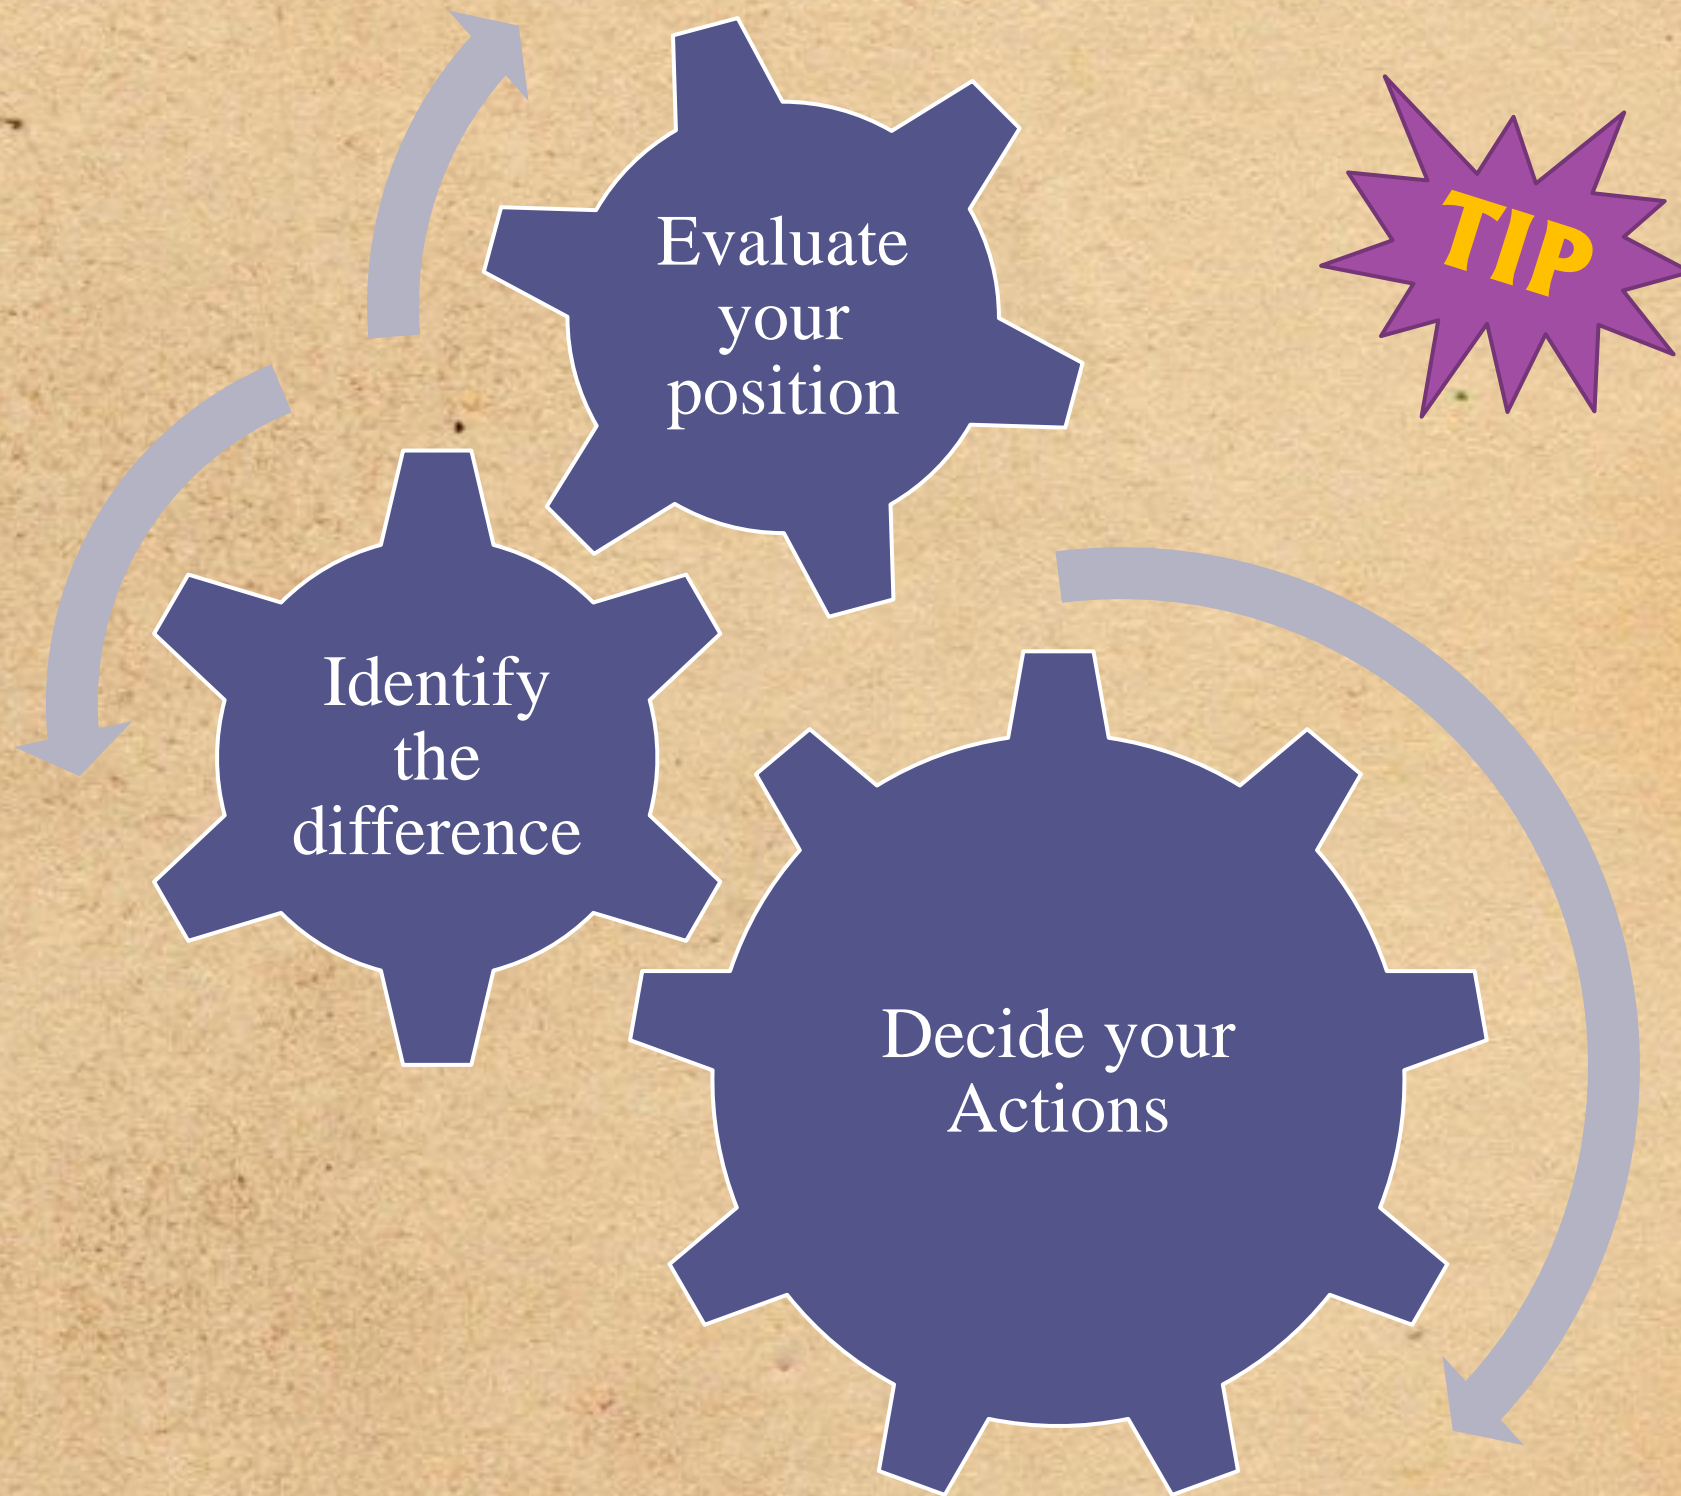 Evaluate
your
position
TIP
Identify
the
difference
Decide your
Actions